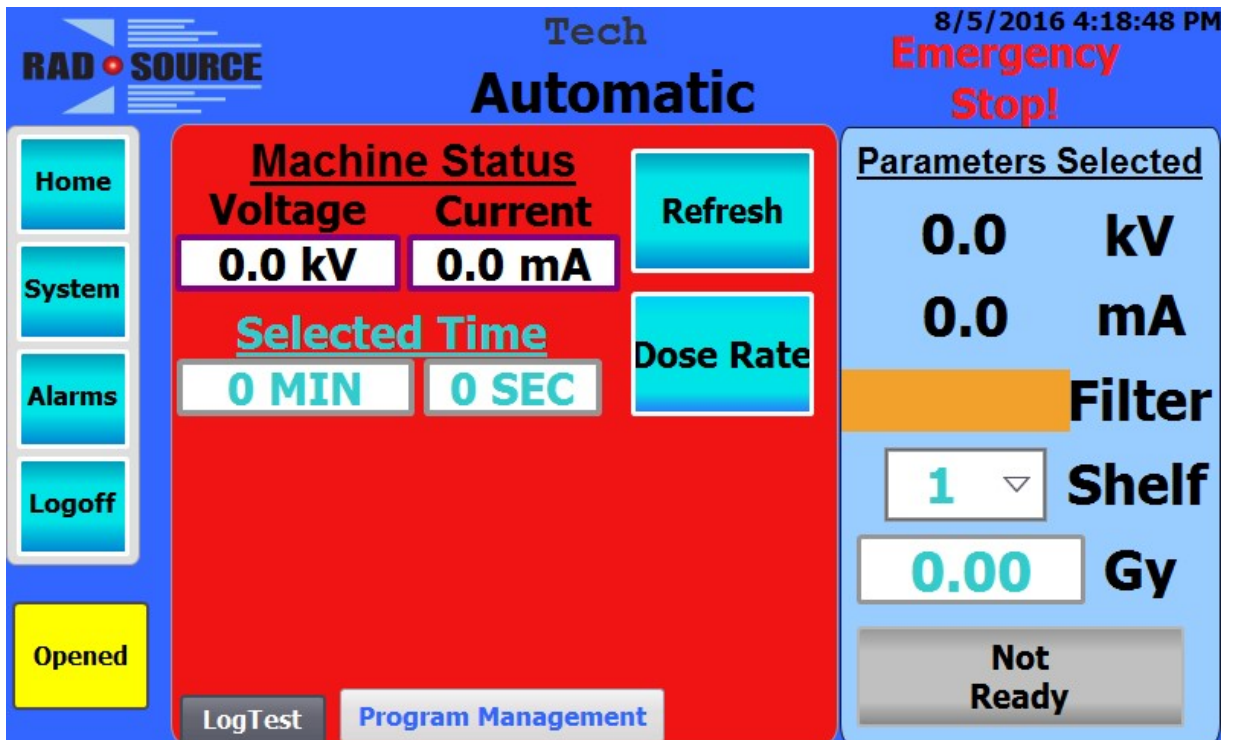 RAD SOURCE
Tech
Automatic
8/5/2016 4:18:48 PM
Emergency
Stop!
Home
System
Alarms
Logoff
Opened
Machine Status
Voltage Current
0.0 kV 0.0 mA
Selected Time
0 MIN 0 SEC
Refresh
Dose Rate
LogTest Program Management
Parameters Selected
0.0 kV
0.0 mA
Filter
1 Shelf
0.00 Gy
Not
Ready